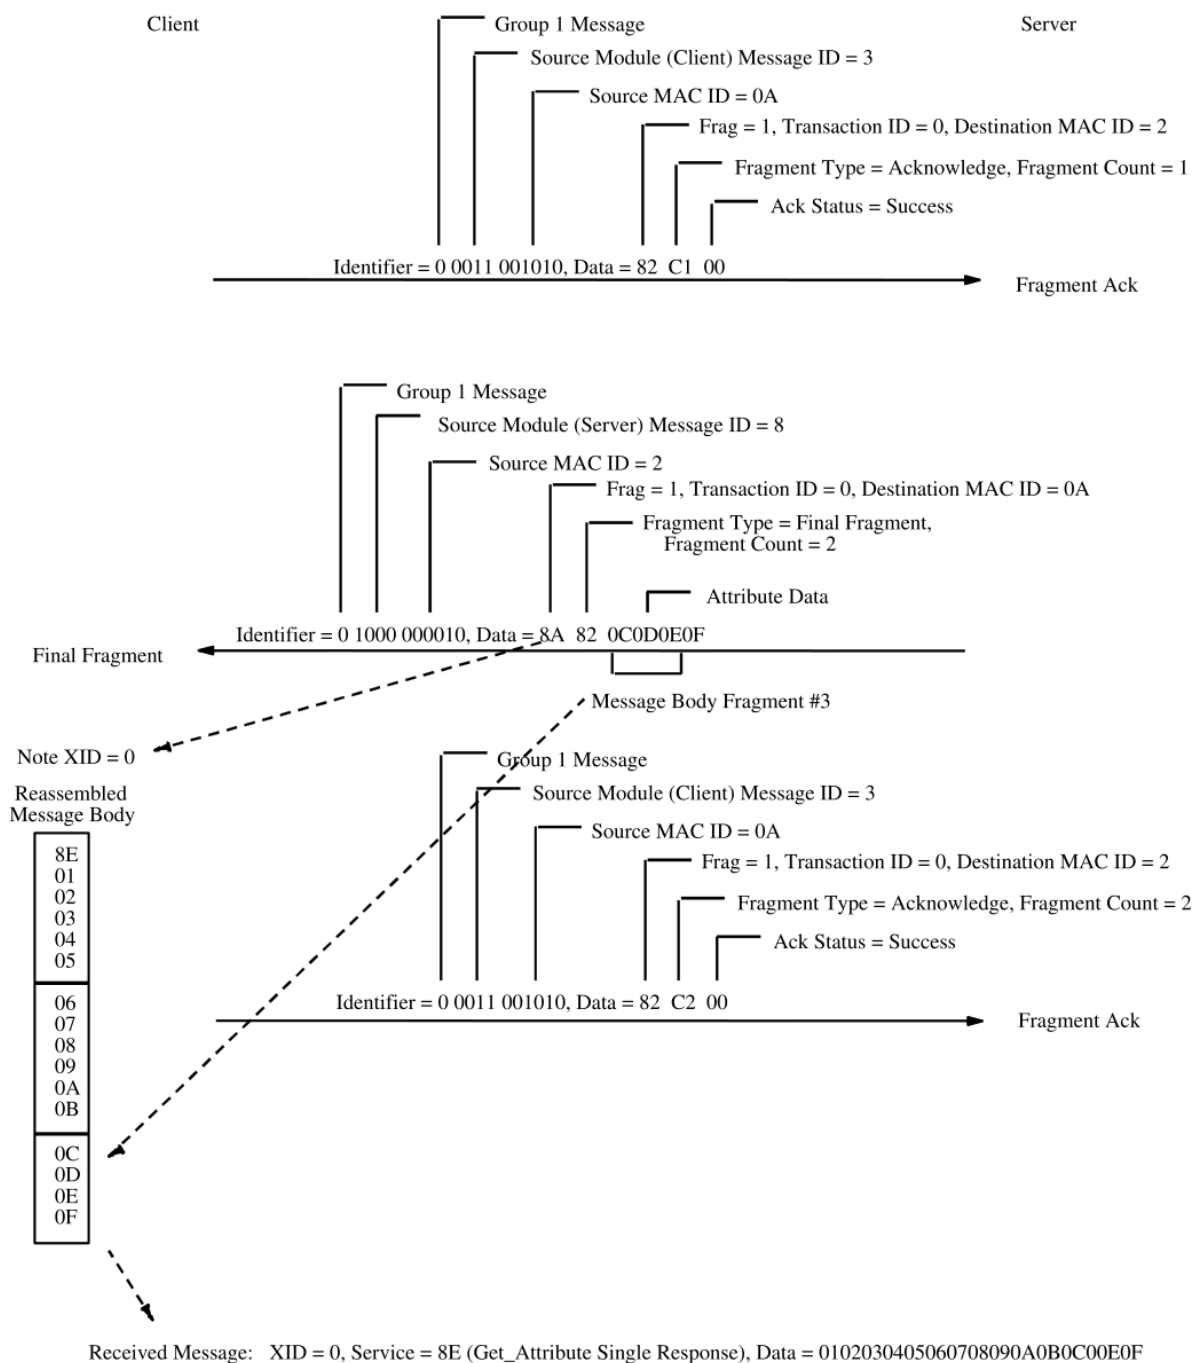 Client
Server
Group 1 Message
Source Module (Client) Message ID = 3
Source MAC ID = 0A
Frag = 1, Transaction ID = 0, Destination MAC ID = 2
Fragment Type = Acknowledge, Fragment Count = 1
Ack Status = Success
Identifier = 0 0011 001010, Data = 82 C1 00
Fragment Ack
Group 1 Message
Source Module (Server) Message ID = 8
Source MAC ID = 2
Frag = 1, Transaction ID = 0, Destination MAC ID = 0A
Fragment Type = Final Fragment,
Fragment Count = 2
Attribute Data
Identifier = 0 1000 000010, Data = 8A 82 0C0D0E0F
Final Fragment
Message Body Fragment #3
Note XID = 0
Group 1 Message
Source Module (Client) Message ID = 3
Source MAC ID = 0A
Frag = 1, Transaction ID = 0, Destination MAC ID = 2
Fragment Type = Acknowledge, Fragment Count = 2
Ack Status = Success
Identifier = 0 0011 001010, Data = 82 C2 00
Fragment Ack
Reassembled
Message Body
8E
01
02
03
04
05
06
07
08
09
0A
0B
0C
0D
0E
0F
Received Message: XID = 0, Service = 8E (Get_Attribute Single Response), Data = 0102030405060708090A0B0C00E0F